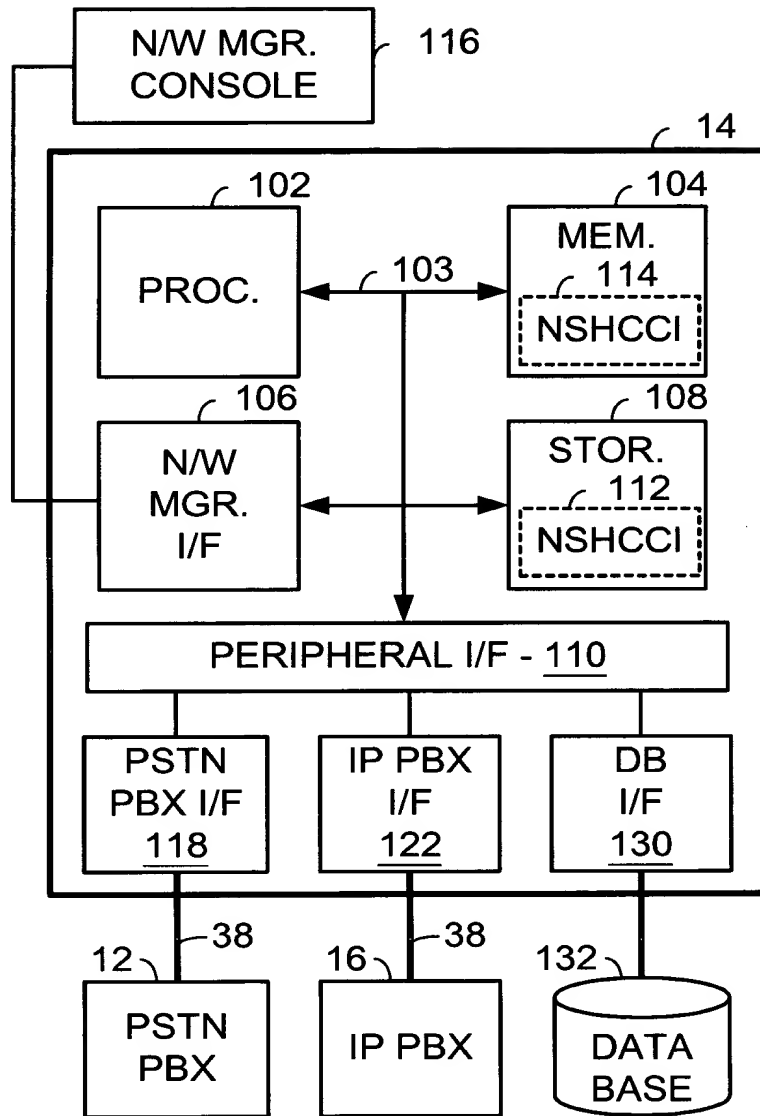 N/W MGR.
CONSOLE
116
14
102
PROC.
103
104
MEM.
114
NSHCCI
106
N/W
MGR.
I/F
108
STOR.
112
NSHCCI
PERIPHERAL I/F - 110
PSTN
PBX I/F
118
IP PBX
I/F
122
DB
I/F
130
38
38
12
PSTN
PBX
16
IP PBX
132
DATA
BASE